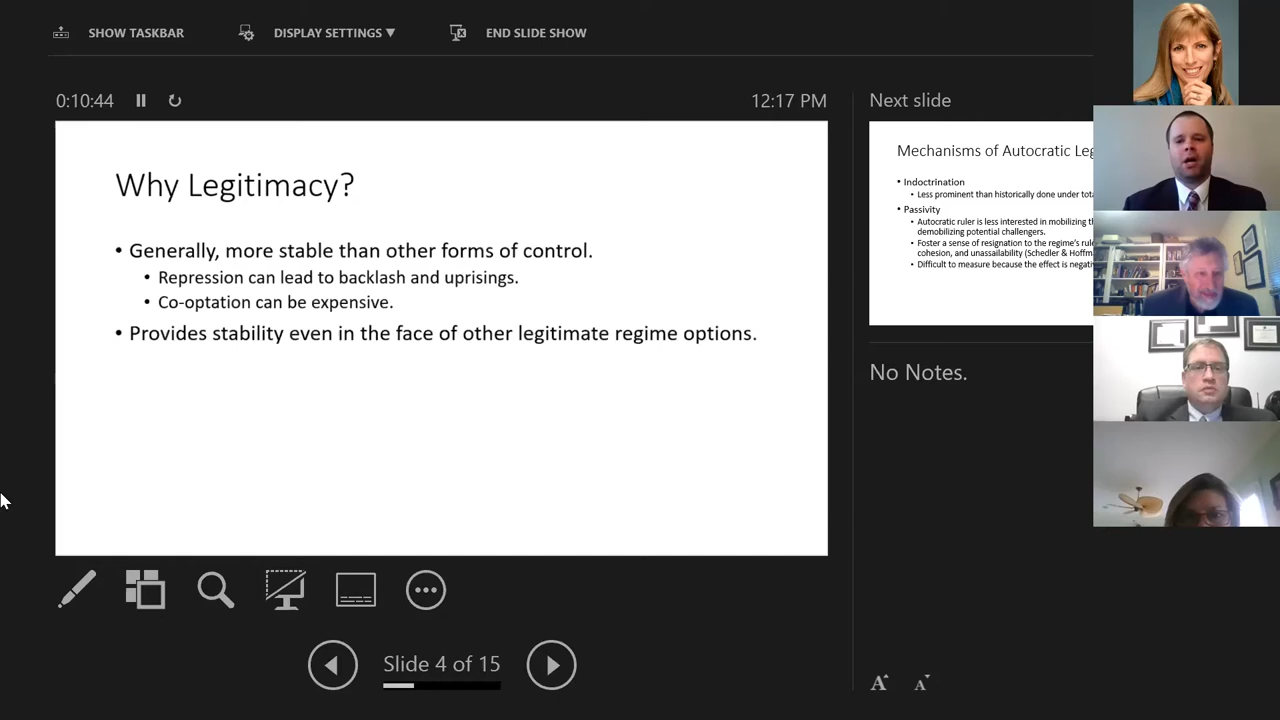 SHOW TASKBAR
DISPLAY SETTINGS ▼
END SLIDE SHOW
0:10:44
12:17 PM
Why Legitimacy?
• Generally, more stable than other forms of control.
• Repression can lead to backlash and uprisings.
• Co-optation can be expensive.
• Provides stability even in the face of other legitimate regime options.
Slide 4 of 15
Next slide
Mechanisms of Autocratic Leg
• Indoctrination
• Less prominent than historically done under tot
• Passivity
• Autocratic ruler is less interested in mobilizing th
demobilizing potential challengers.
• Foster a sense of resignation to the regime's rule
cohesion, and unavailability (Schedler & Hoffm
• Difficult to measure because the effect is negati
No Notes.
A A